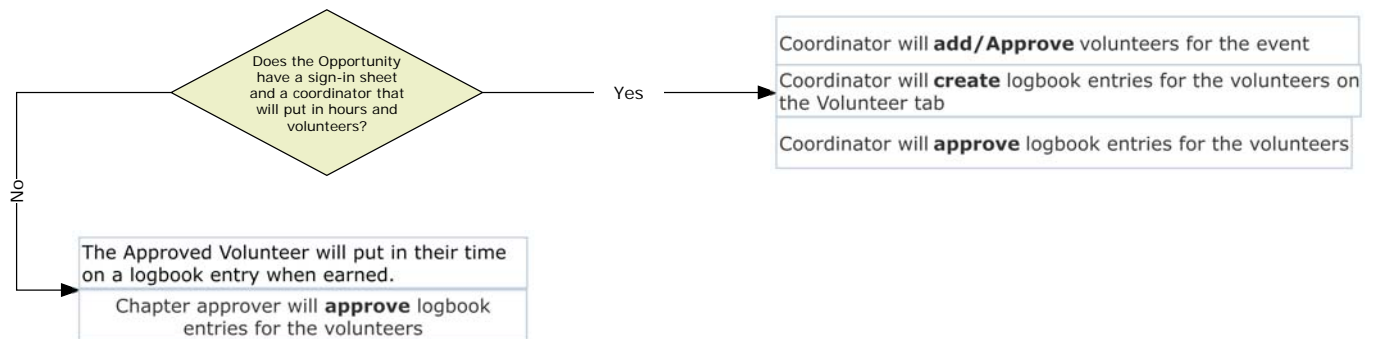 Does the Opportunity
have a sign-in sheet
and a coordinator that
will put in hours and
volunteers?
Yes
Coordinator will add/Approve volunteers for the event
Coordinator will create logbook entries for the volunteers on
the Volunteer tab
Coordinator will approve logbook entries for the volunteers
No
The Approved Volunteer will put in their time
on a logbook entry when earned.
Chapter approver will approve logbook
entries for the volunteers